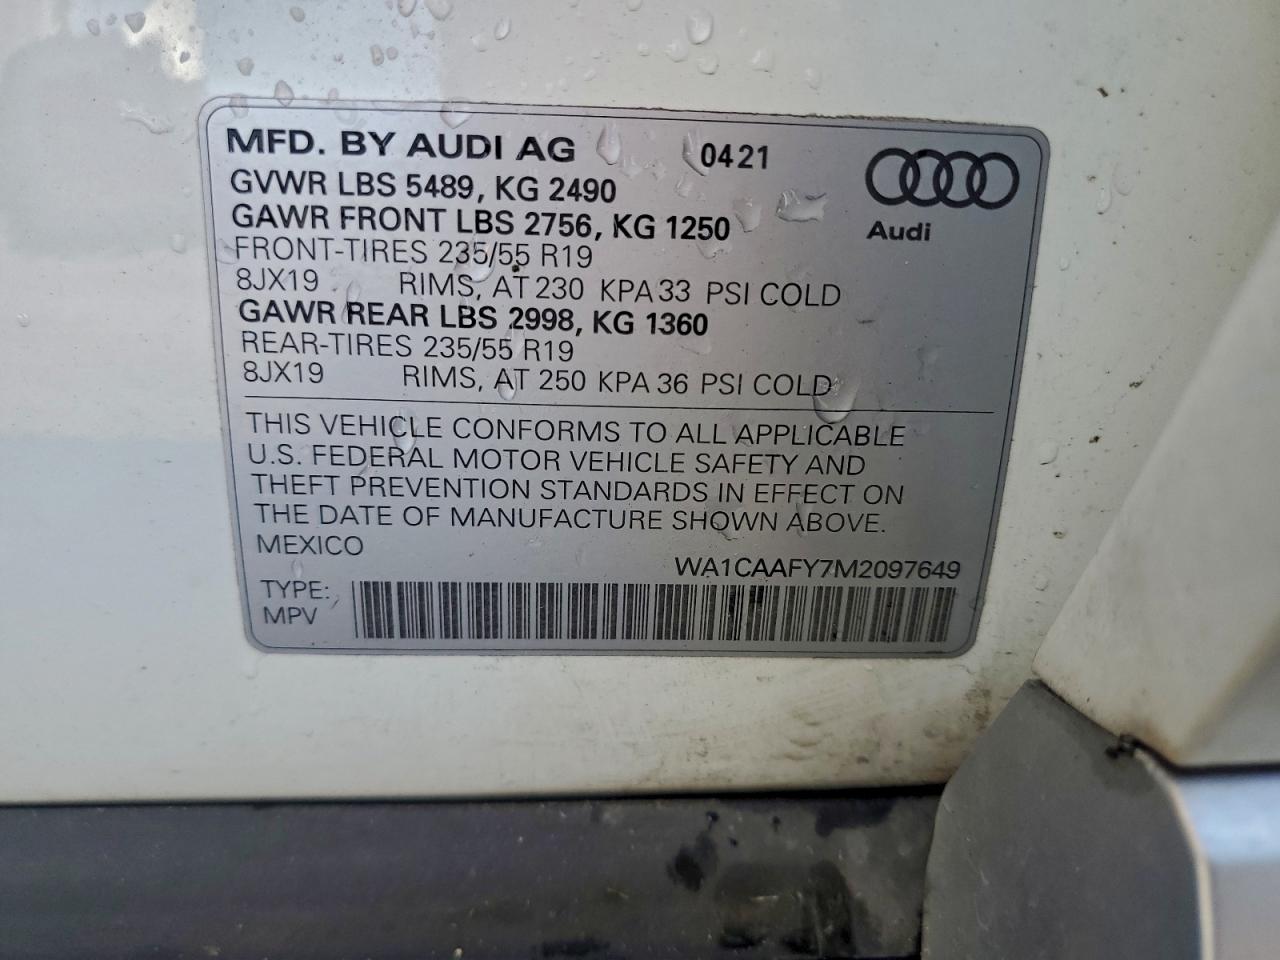 MFD. BY AUDI AG 0421
GVWR LBS 5489, KG 2490
GAWR FRONT LBS 2756, KG 1250
Audi
FRONT-TIRES 235/55 R19
8JX19 RIMS, AT 230 KPA 33 PSI COLD
GAWR REAR LBS 2998, KG 1360
REAR-TIRES 235/55 R19
8JX19 RIMS, AT 250 KPA 36 PSI COLD
THIS VEHICLE CONFORMS TO ALL APPLICABLE
U.S. FEDERAL MOTOR VEHICLE SAFETY AND
THEFT PREVENTION STANDARDS IN EFFECT ON
THE DATE OF MANUFACTURE SHOWN ABOVE.
MEXICO
WA1CAAFY7M2097649
TYPE:
MPV